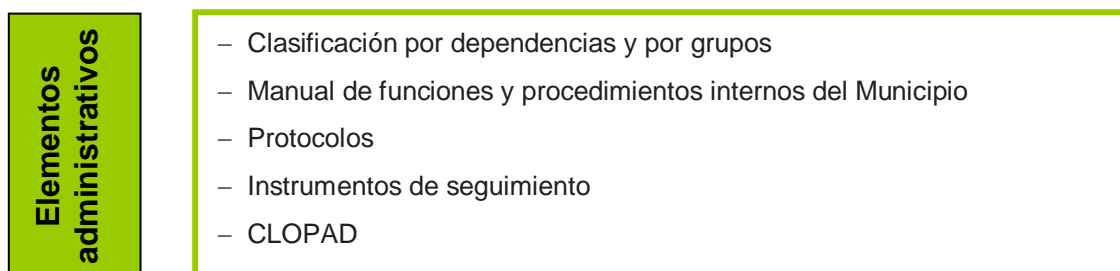 Elementos
administrativos
– Clasificación por dependencias y por grupos
– Manual de funciones y procedimientos internos del Municipio
– Protocolos
– Instrumentos de seguimiento
– CLOPAD